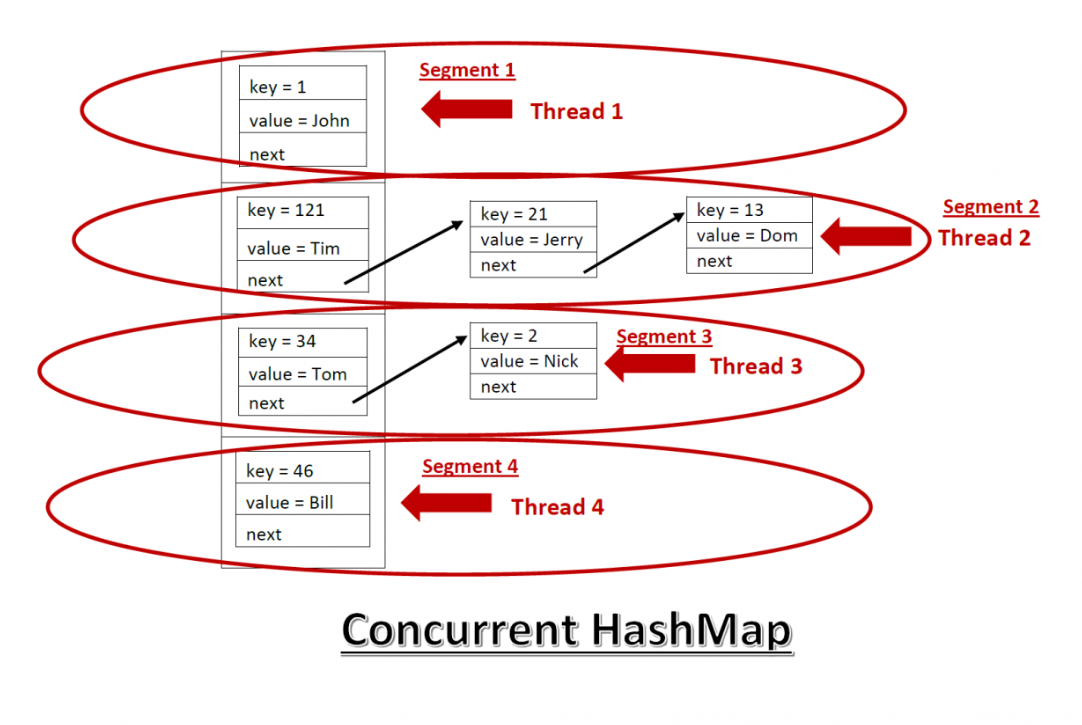 Segment 1
key = 1
Thread 1
value = John
next
key = 121
key = 21
key = 13
Segment 2
value = Tim
value = Jerry
value = Dom
Thread 2
next
next
next
key = 34
key = 2
Segment 3
value = Tom
value = Nick
Thread 3
next
next
key = 46
Segment 4
value = Bill
Thread 4
next
Concurrent HashMap